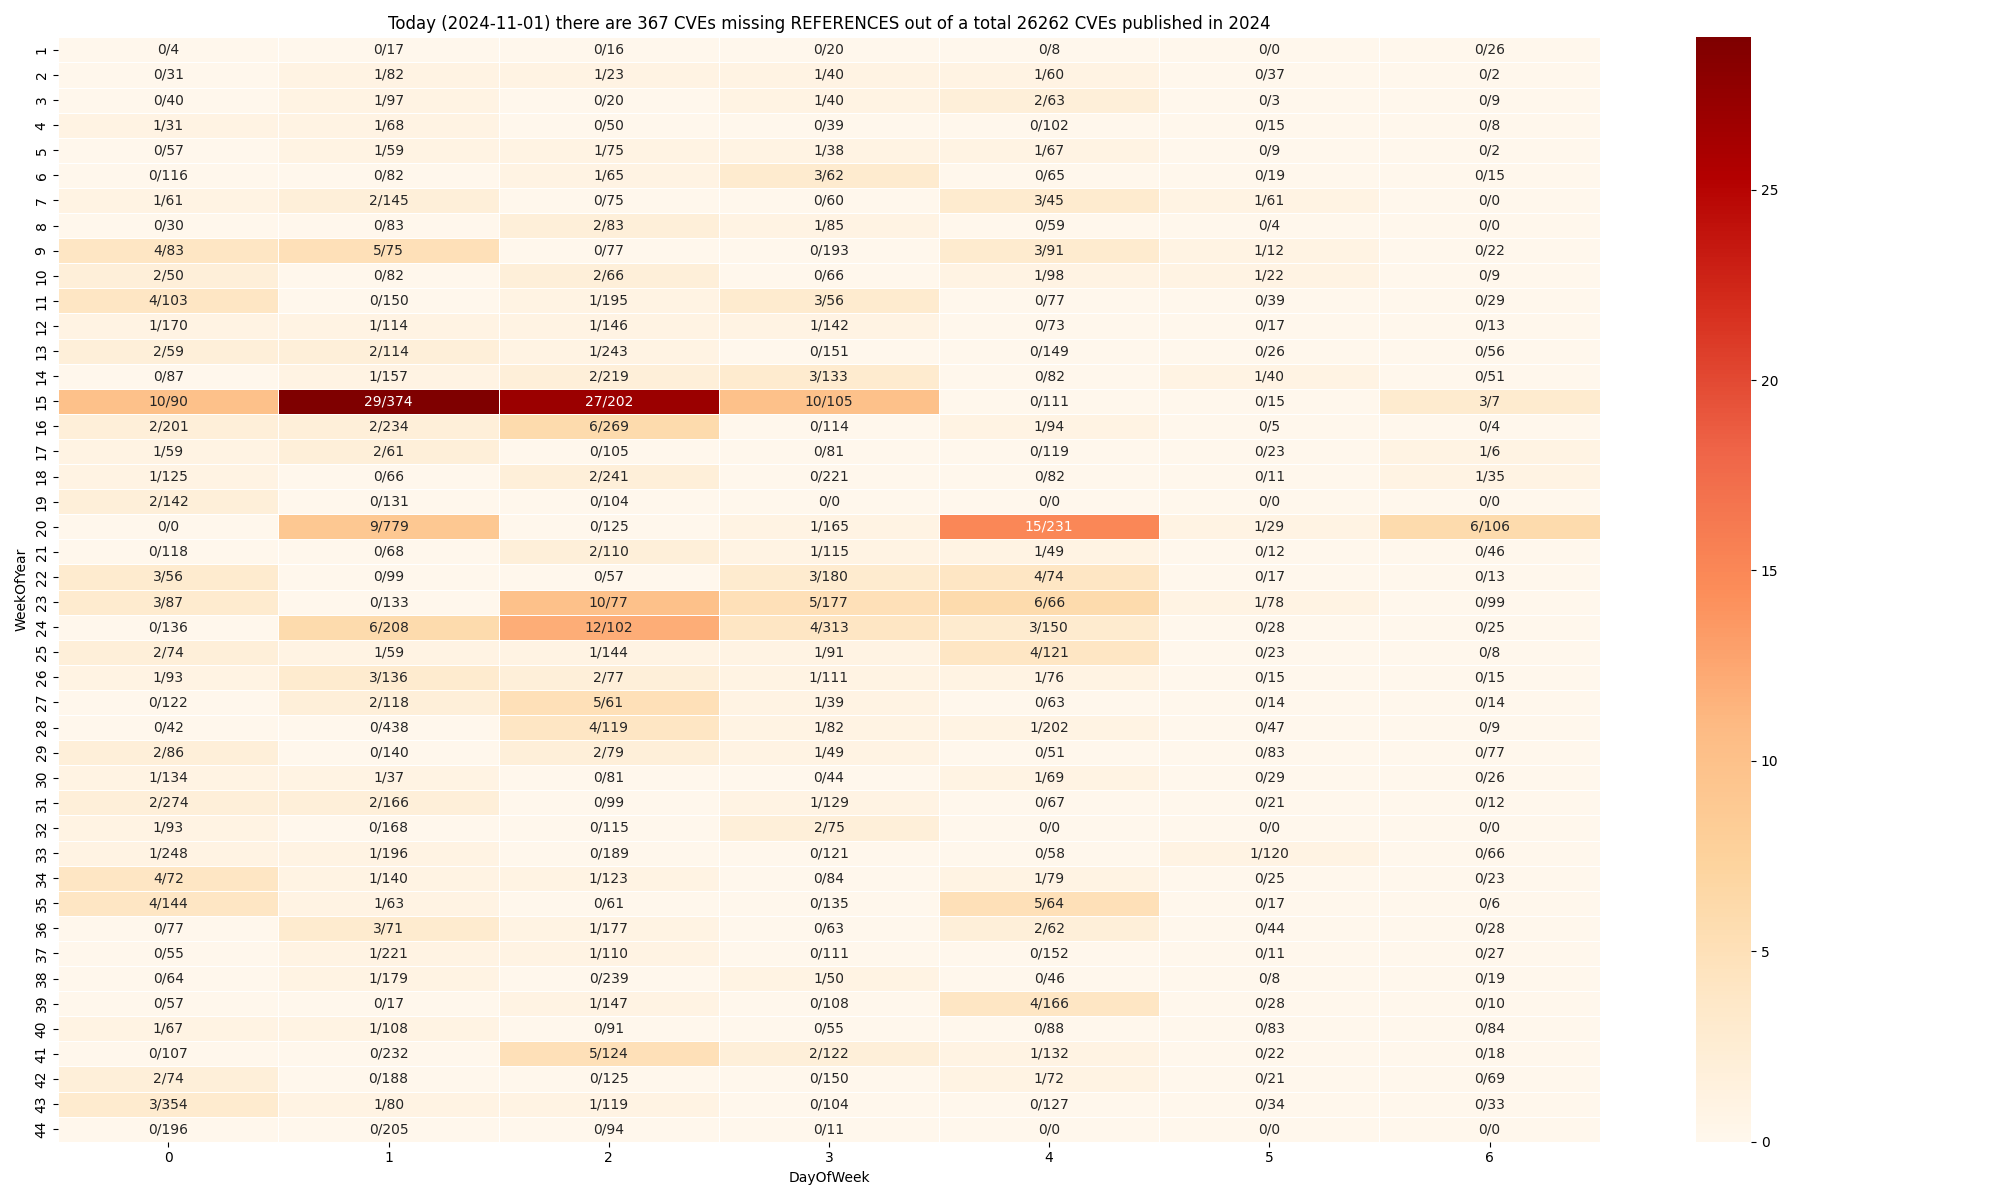 Today (2024-11-01) there are 367 CVEs missing REFERENCES out of a total 26262 CVEs published in 2024
1 0/4 0/17 0/16 0/20 0/8 0/0 0/26
2 0/31 1/82 1/23 1/40 1/60 0/37 0/2
3 0/40 1/97 0/20 1/40 2/63 0/3 0/9
4 1/31 1/68 0/50 0/39 0/102 0/15 0/8
5 0/57 1/59 1/75 1/38 1/67 0/9 0/2
6 0/116 0/82 1/65 3/62 0/65 0/19 0/15
7 1/61 2/145 0/75 0/60 3/45 1/61 0/0
8 0/30 0/83 2/83 1/85 0/59 0/4 0/0
9 4/83 5/75 0/77 0/193 3/91 1/12 0/22
10 2/50 0/82 2/66 0/66 1/98 1/22 0/9
11 4/103 0/150 1/195 3/56 0/77 0/39 0/29
12 1/170 1/114 1/146 1/142 0/73 0/17 0/13
13 2/59 2/114 1/243 0/151 0/149 0/26 0/56
14 0/87 1/157 2/219 3/133 0/82 1/40 0/51
15 10/90 29/374 27/202 10/105 0/111 0/15 3/7
16 2/201 2/234 6/269 0/114 1/94 0/5 0/4
17 1/59 2/61 0/105 0/81 0/119 0/23 1/6
18 1/125 0/66 2/241 0/221 0/82 0/11 1/35
19 2/142 0/131 0/104 0/0 0/0 0/0 0/0
20 0/0 9/779 0/125 1/165 15/231 1/29 6/106
21 0/118 0/68 2/110 1/115 1/49 0/12 0/46
22 3/56 0/99 0/57 3/180 4/74 0/17 0/13
23 3/87 0/133 10/77 5/177 6/66 1/78 0/99
24 0/136 6/208 12/102 4/313 3/150 0/28 0/25
25 2/74 1/59 1/144 1/91 4/121 0/23 0/8
26 1/93 3/136 2/77 1/111 1/76 0/15 0/15
27 0/122 2/118 5/61 1/39 0/63 0/14 0/14
28 0/42 0/438 4/119 1/82 1/202 0/47 0/9
29 2/86 0/140 2/79 1/49 0/51 0/83 0/77
30 1/134 1/37 0/81 0/44 1/69 0/29 0/26
31 2/274 2/166 0/99 1/129 0/67 0/21 0/12
32 1/93 0/168 0/115 2/75 0/0 0/0 0/0
33 1/248 1/196 0/189 0/121 0/58 1/120 0/66
34 4/72 1/140 1/123 0/84 1/79 0/25 0/23
35 4/144 1/63 0/61 0/135 5/64 0/17 0/6
36 0/77 3/71 1/177 0/63 2/62 0/44 0/28
37 0/55 1/221 1/110 0/111 0/152 0/11 0/27
38 0/64 1/179 0/239 1/50 0/46 0/8 0/19
39 0/57 0/17 1/147 0/108 4/166 0/28 0/10
40 1/67 1/108 0/91 0/55 0/88 0/83 0/84
41 0/107 0/232 5/124 2/122 1/132 0/22 0/18
42 2/74 0/188 0/125 0/150 1/72 0/21 0/69
43 3/354 1/80 1/119 0/104 0/127 0/34 0/33
44 0/196 0/205 0/94 0/11 0/0 0/0 0/0
0 1 2 3 4 5 6
DayOfWeek
WeekOfYear
25
20
15
10
5
0